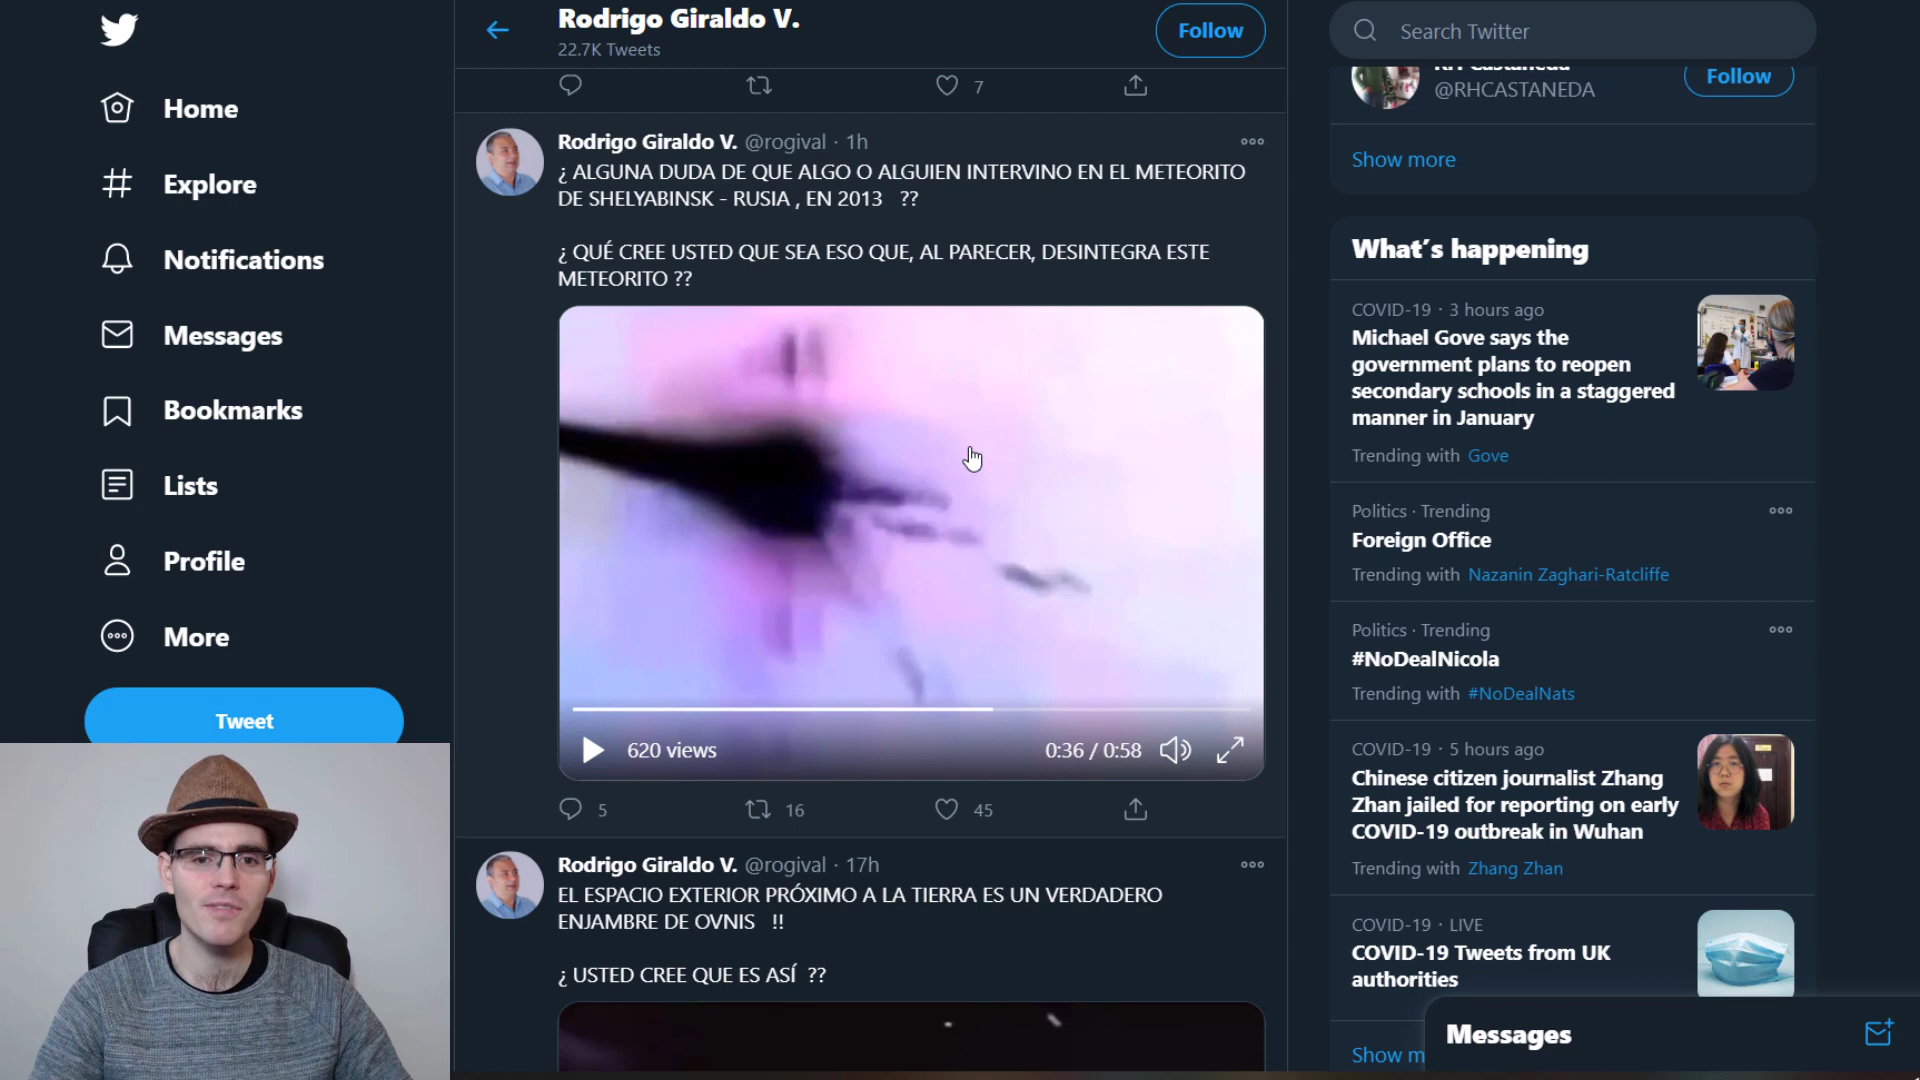 Home
Explore
Notifications
Messages
Bookmarks
Lists
Profile
More
Tweet
Rodrigo Giraldo V.
22.7K Tweets
Follow
7
Rodrigo Giraldo V. @rogival · 1h
¿ ALGUNA DUDA DE QUE ALGO O ALGUIEN INTERVINO EN EL METEORITO
DE SHELYABINSK - RUSIA , EN 2013 ??
¿ QUÉ CREE USTED QUE SEA ESO QUE, AL PARECER, DESINTEGRA ESTE
METEORITO ??
620 views
0:36 / 0:58
5
16
45
Rodrigo Giraldo V. @rogival · 17h
EL ESPACIO EXTERIOR PRÓXIMO A LA TIERRA ES UN VERDADERO
ENJAMBRE DE OVNIS !!
¿ USTED CREE QUE ES ASÍ ??
Search Twitter
RH Castaneda
@RHCASTANEDA
Follow
Show more
What's happening
COVID-19 · 3 hours ago
Michael Gove says the
government plans to reopen
secondary schools in a staggered
manner in January
Trending with Gove
Politics · Trending
Foreign Office
Trending with Nazanin Zaghari-Ratcliffe
Politics · Trending
#NoDealNicola
Trending with #NoDealNats
COVID-19 · 5 hours ago
Chinese citizen journalist Zhang
Zhan jailed for reporting on early
COVID-19 outbreak in Wuhan
Trending with Zhang Zhan
COVID-19 · LIVE
COVID-19 Tweets from UK
authorities
Show m
Messages